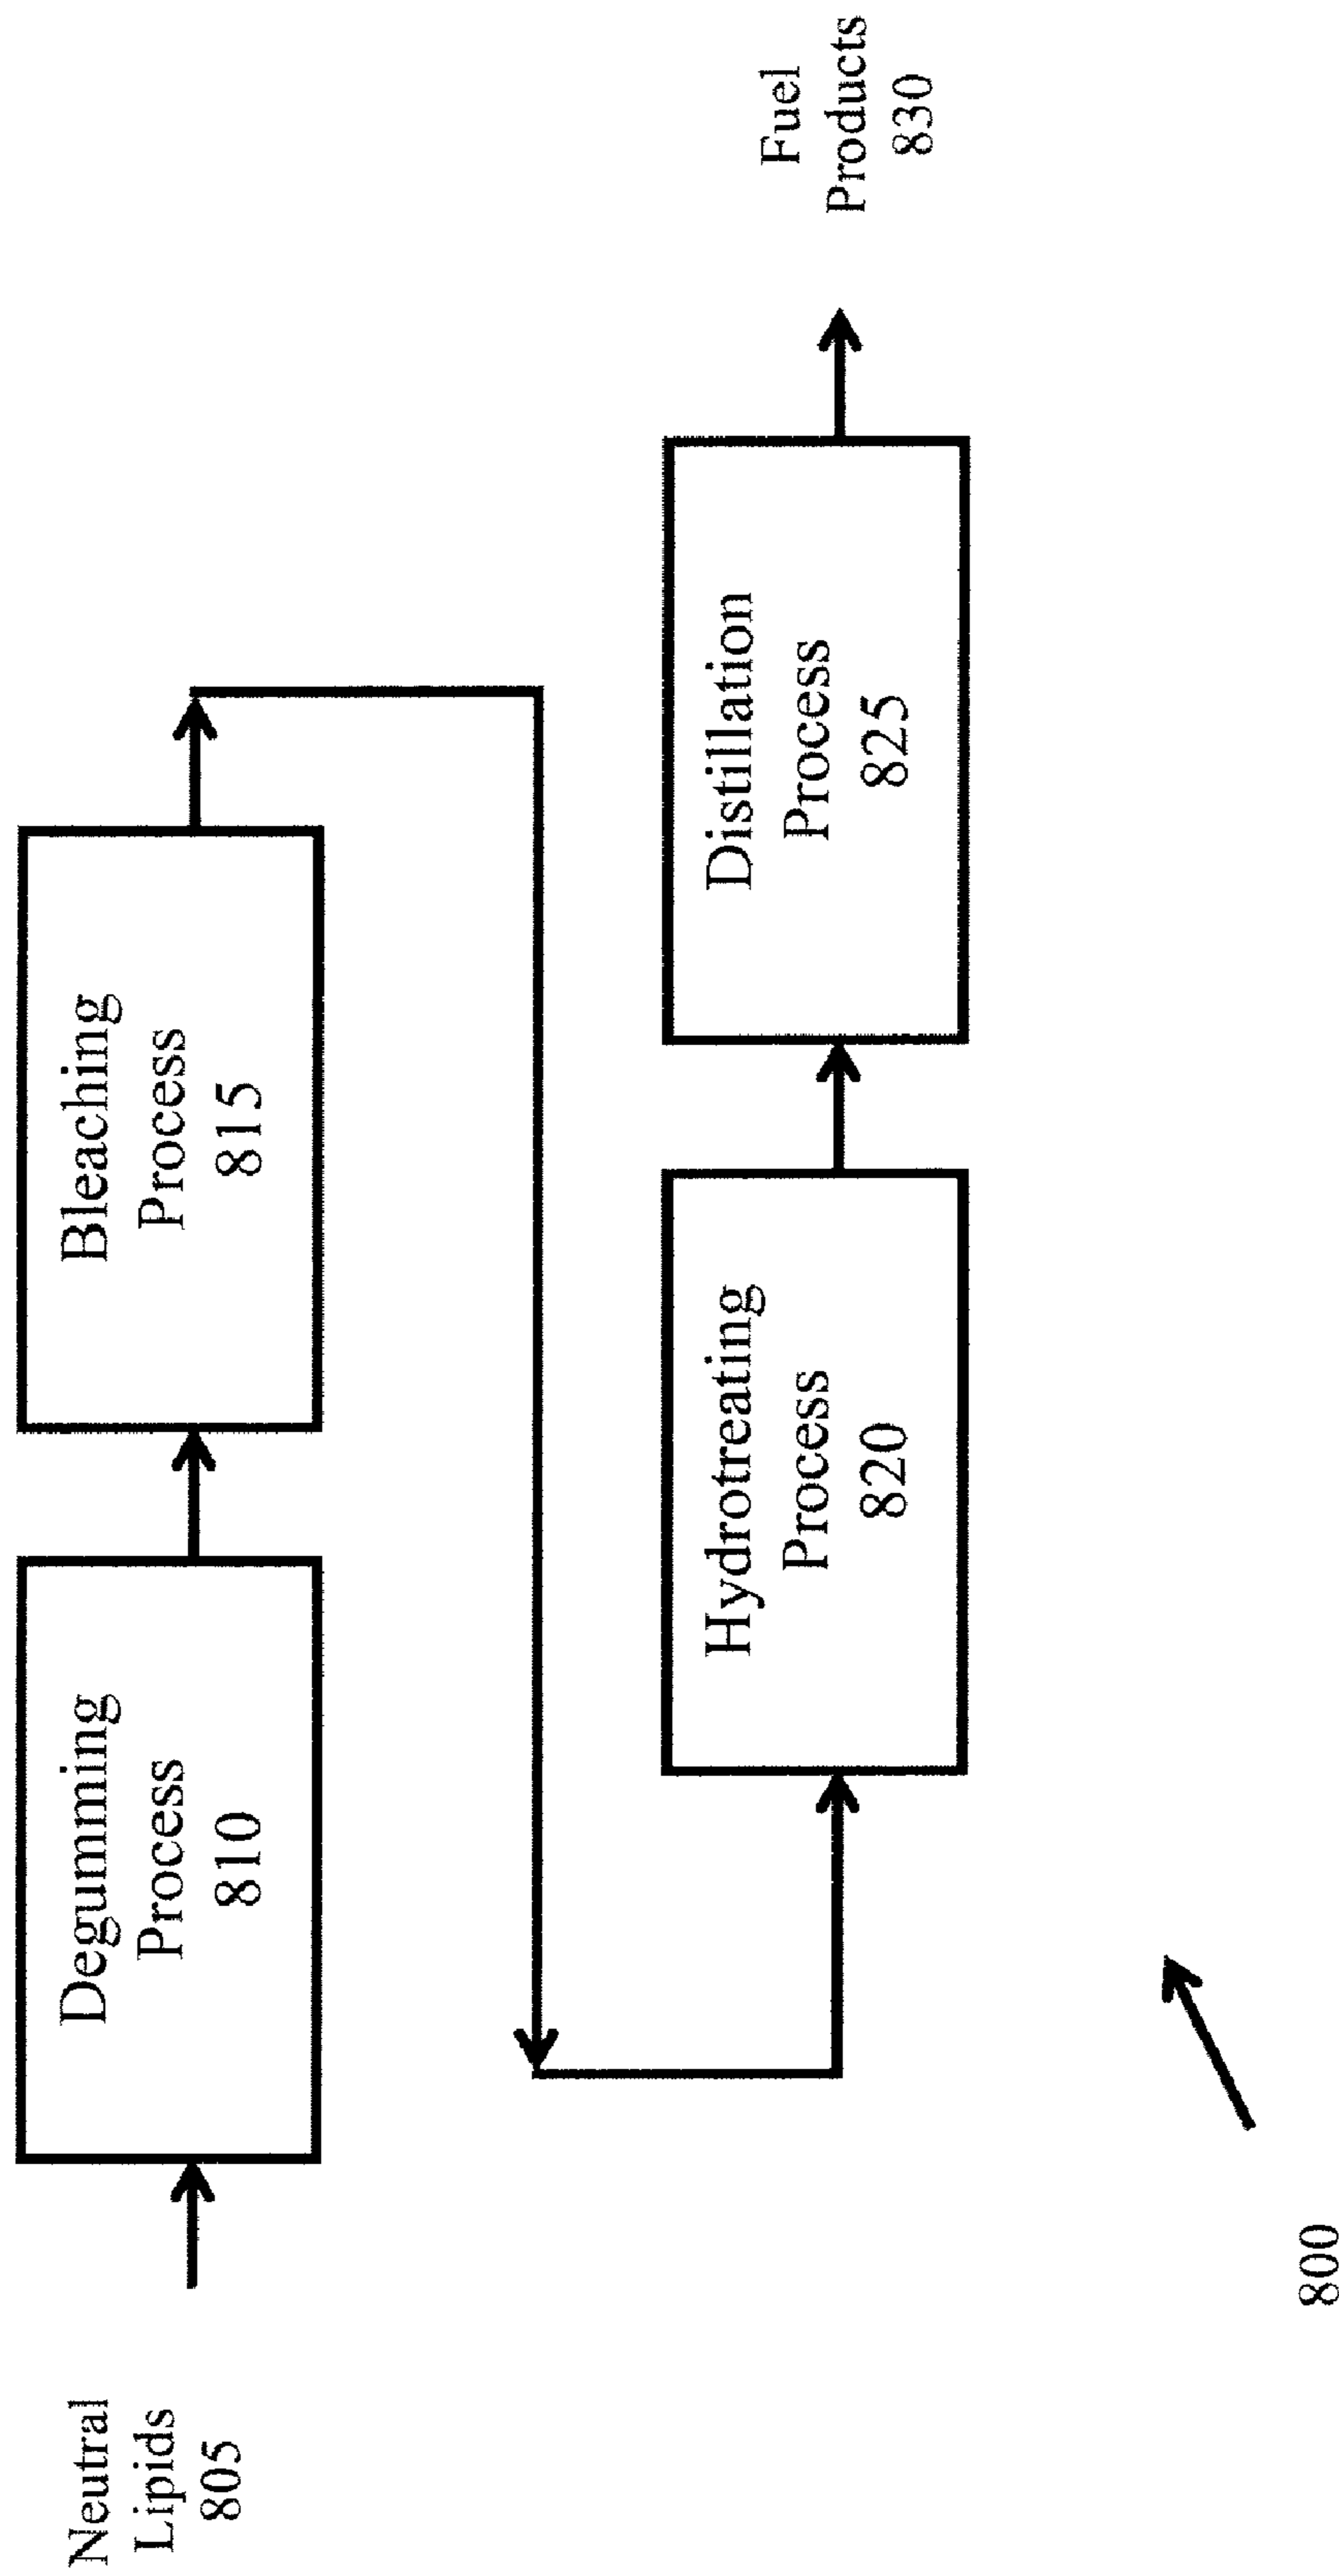 Neutral
Lipids
805
Degumming
Process
810
Bleaching
Process
815
Hydrotreating
Process
820
Distillation
Process
825
Fuel
Products
830
800